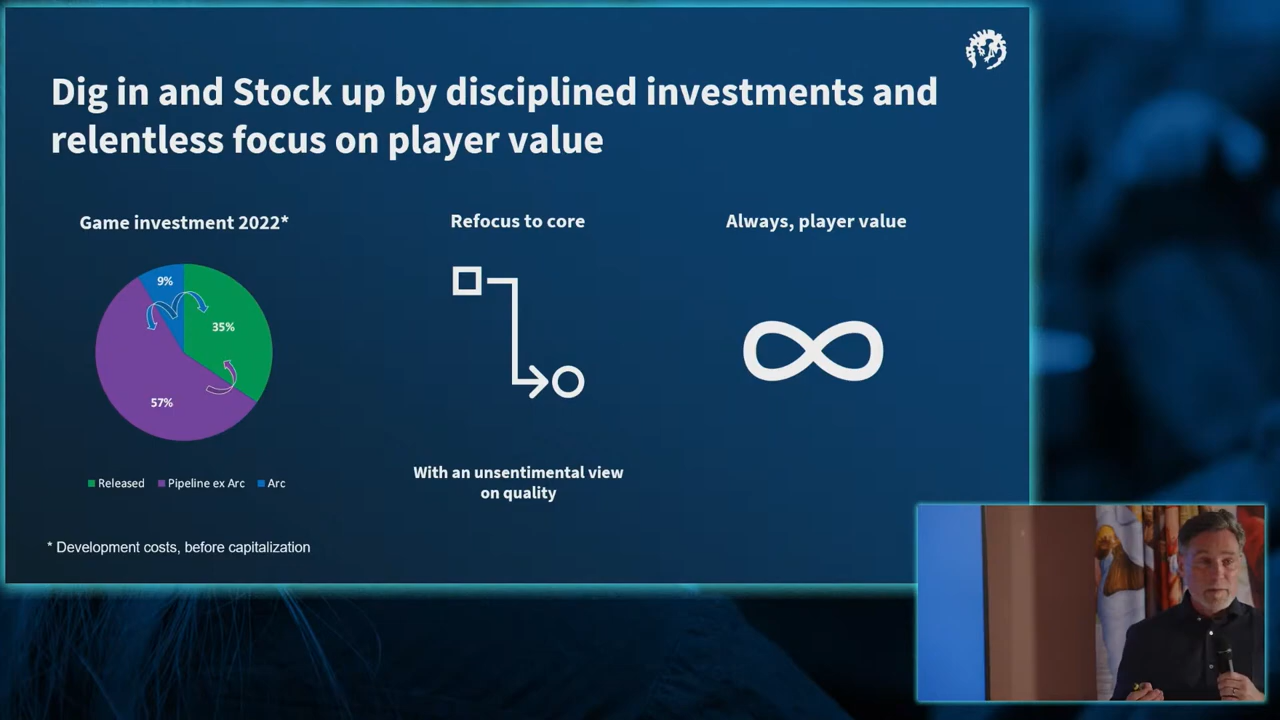 Dig in and Stock up by disciplined investments and
relentless focus on player value
Game investment 2022*
Refocus to core
Always, player value
9%
35%
57%
With an unsentimental view
on quality
Released
Pipeline ex Arc
Arc
* Development costs, before capitalization